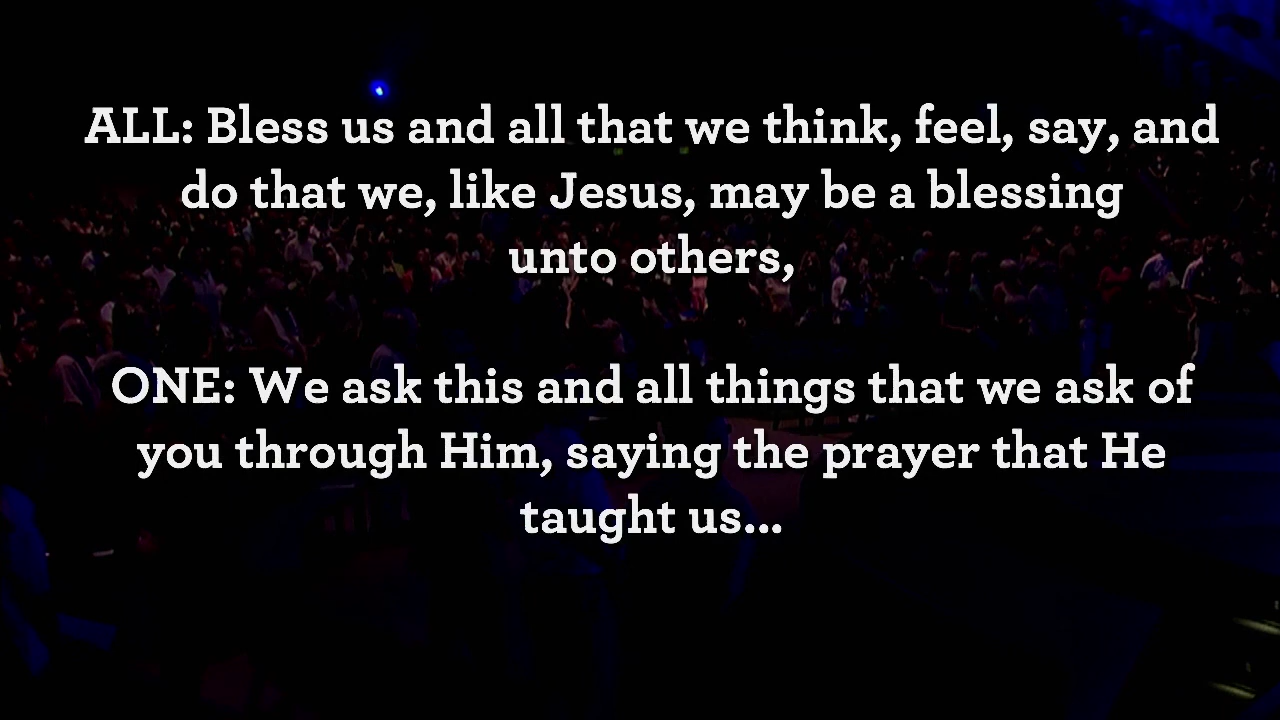 ALL: Bless us and all that we think, feel, say, and
do that we, like Jesus, may be a blessing
unto others,
ONE: We ask this and all things that we ask of
you through Him, saying the prayer that He
taught us...